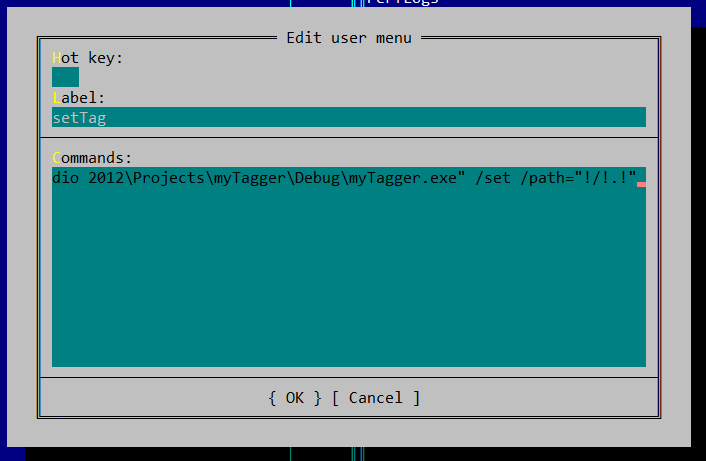 PerfLogs
Edit user menu
Hot key:
Label:
setTag
Commands:
dio 2012\Projects\myTagger\Debug\myTagger.exe" /set /path="!/!.!"
{ OK } [ Cancel ]